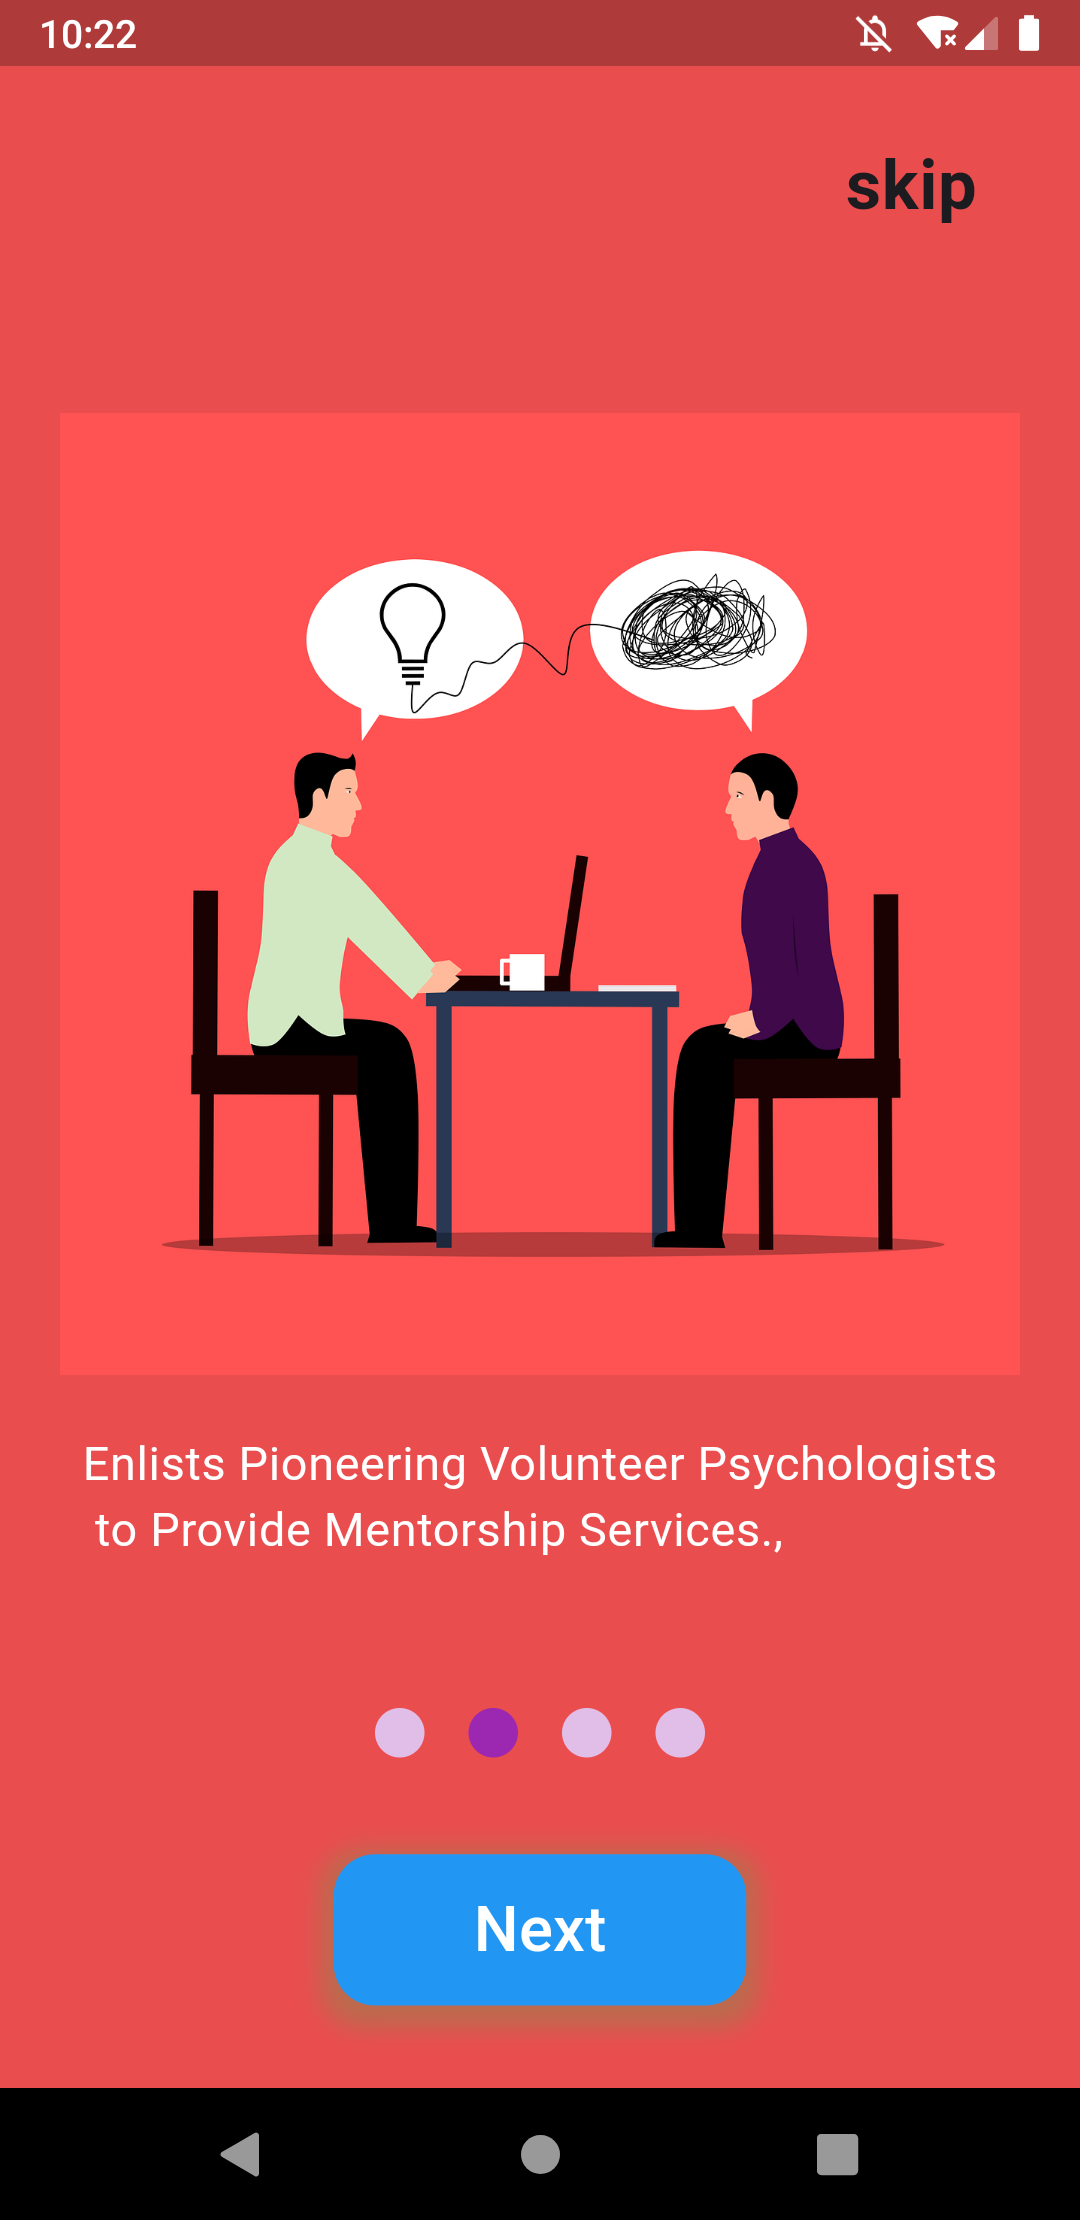 10:22
skip
Enlists Pioneering Volunteer Psychologists
to Provide Mentorship Services.,
Next